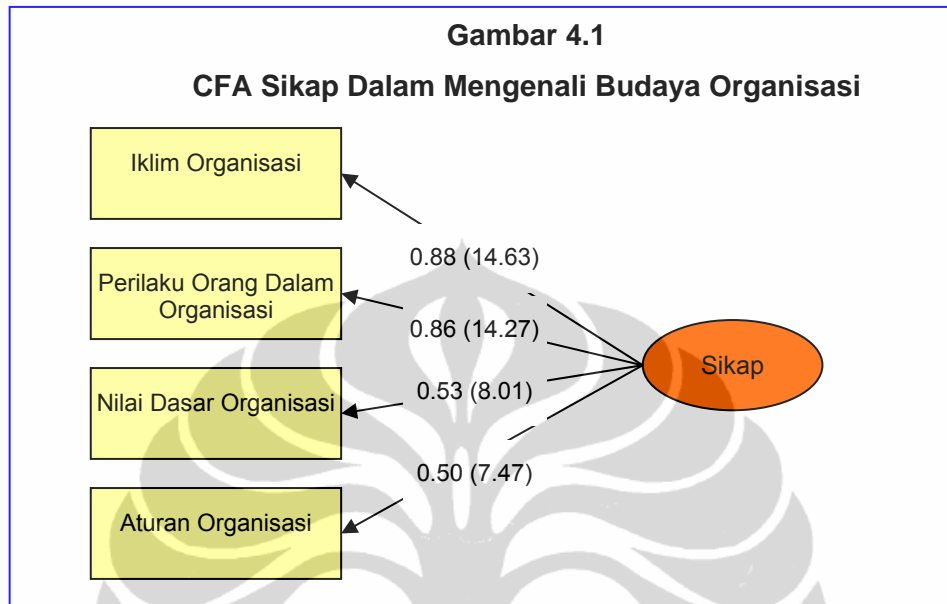 Gambar 4.1
CFA Sikap Dalam Mengenali Budaya Organisasi
Iklim Organisasi
0.88 (14.63)
Perilaku Orang Dalam
Organisasi
0.86 (14.27)
Sikap
Nilai Dasar Organisasi
0.53 (8.01)
0.50 (7.47)
Aturan Organisasi